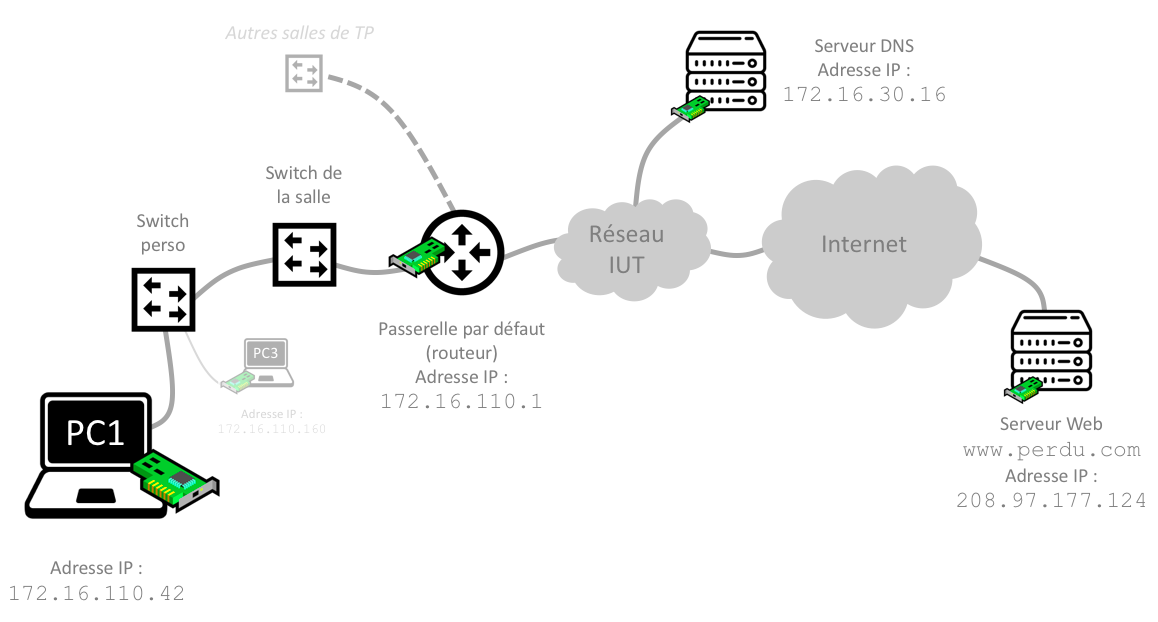 Autres salles de TP
Serveur DNS
Adresse IP :
172.16.30.16
Switch de
la salle
Switch
perso
Réseau
IUT
Internet
Passerelle par défaut
(routeur)
Adresse IP :
172.16.110.1
PC3
Adresse IP :
172.16.110.160
PC1
Adresse IP :
172.16.110.42
Serveur Web
www.perdu.com
Adresse IP :
208.97.177.124